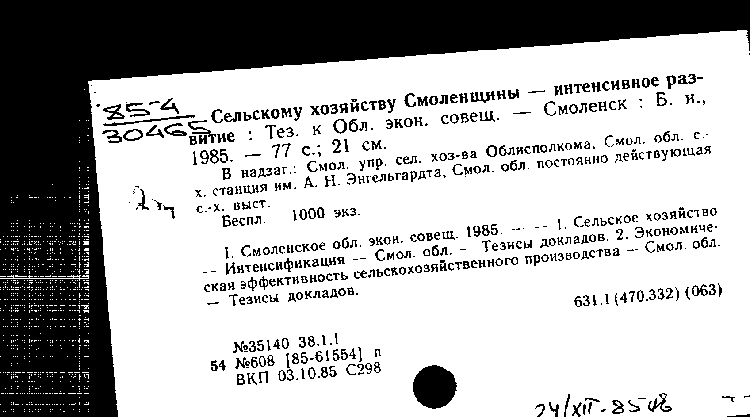 85-4
30465
Сельскому хозяйству Смоленщины — интенсивное раз-
витие : Тез. к Обл. экон. совещ. — Смоленск : Б. и.,
1985. — 77 с.; 21 см.
В надзаг.: Смол. упр. сел. хоз-ва Облисполкома, Смол. обл. с.-
х. станция им. А. Н. Энгельгардта, Смол. обл. постоянно действующая
с.-х. выст.
Беспл. 1000 экз.
1. Смоленское обл. экон. совещ. 1985. — -- 1. Сельское хозяйство
-- Интенсификация -- Смол. обл. - Тезисы докладов. 2. Экономиче-
ская эффективность сельскохозяйственного производства — Смол. обл.
— Тезисы докладов.
631.1(470.332) (063)
№35140 38.1.1
54 №608 [85-61554] п
ВКП 03.10.85 С298
24/XII-85